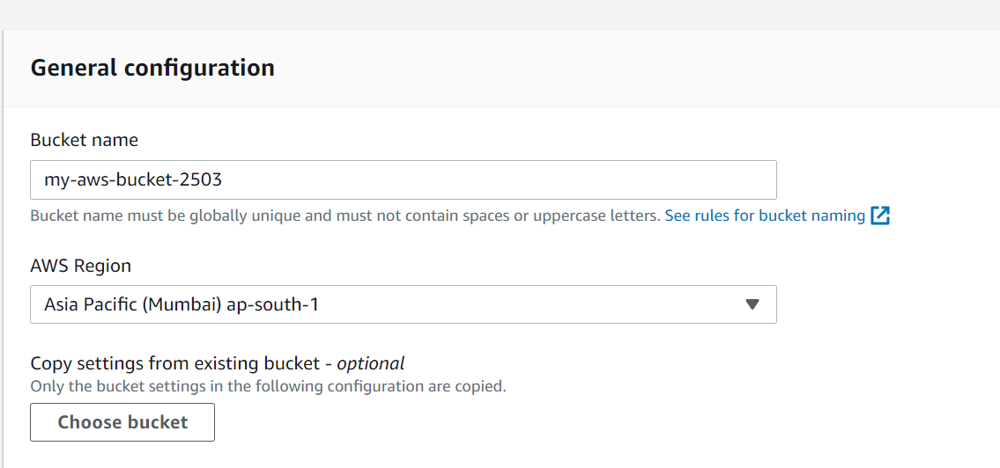 General configuration
Bucket name
my-aws-bucket-2503
Bucket name must be globally unique and must not contain spaces or uppercase letters. See rules for bucket naming
AWS Region
Asia Pacific (Mumbai) ap-south-1
Copy settings from existing bucket - optional
Only the bucket settings in the following configuration are copied.
Choose bucket